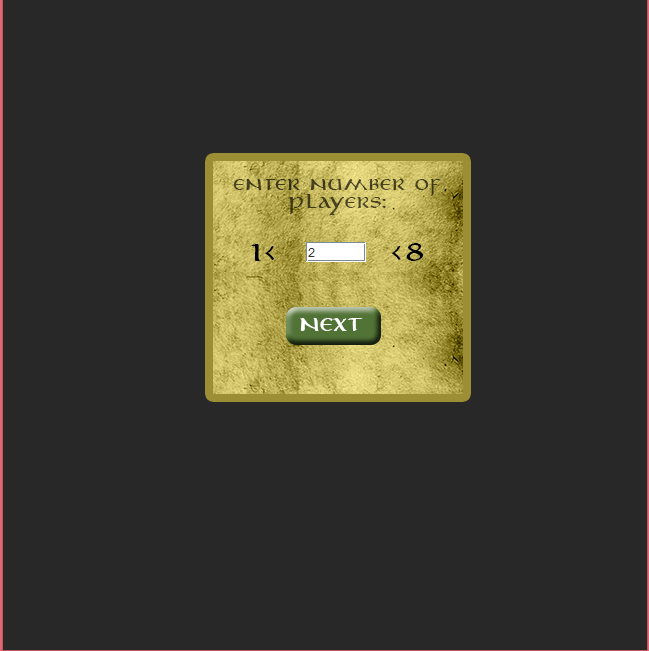 ENTER NUMBER OF
PLAYERS:
1< 2 <8
NEXT